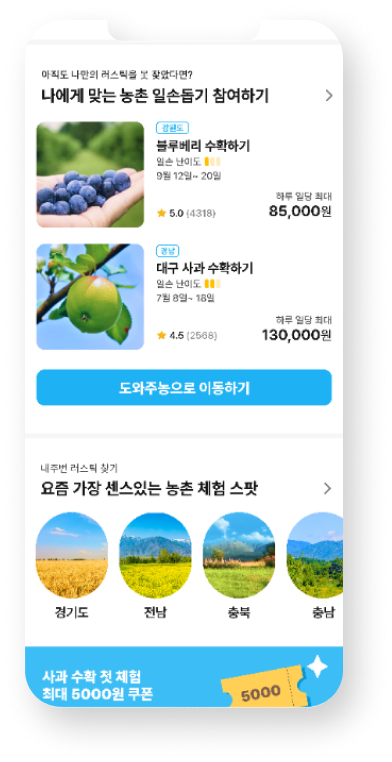 아직도 나만의 러스틱을 못 찾았다면?
나에게 맞는 농촌 일손돕기 참여하기
강원도
블루베리 수확하기
일손 난이도
9월 12일~ 20일
5.0 (4318)
하루 일당 최대
85,000원
경남
대구 사과 수확하기
일손 난이도
7월 8일~ 18일
4.5 (2568)
하루 일당 최대
130,000원
도와주농으로 이동하기
내주변 러스틱 찾기
요즘 가장 센스있는 농촌 체험 스팟
경기도
전남
충북
충남
사과 수확 첫 체험
최대 5000원 쿠폰
5000